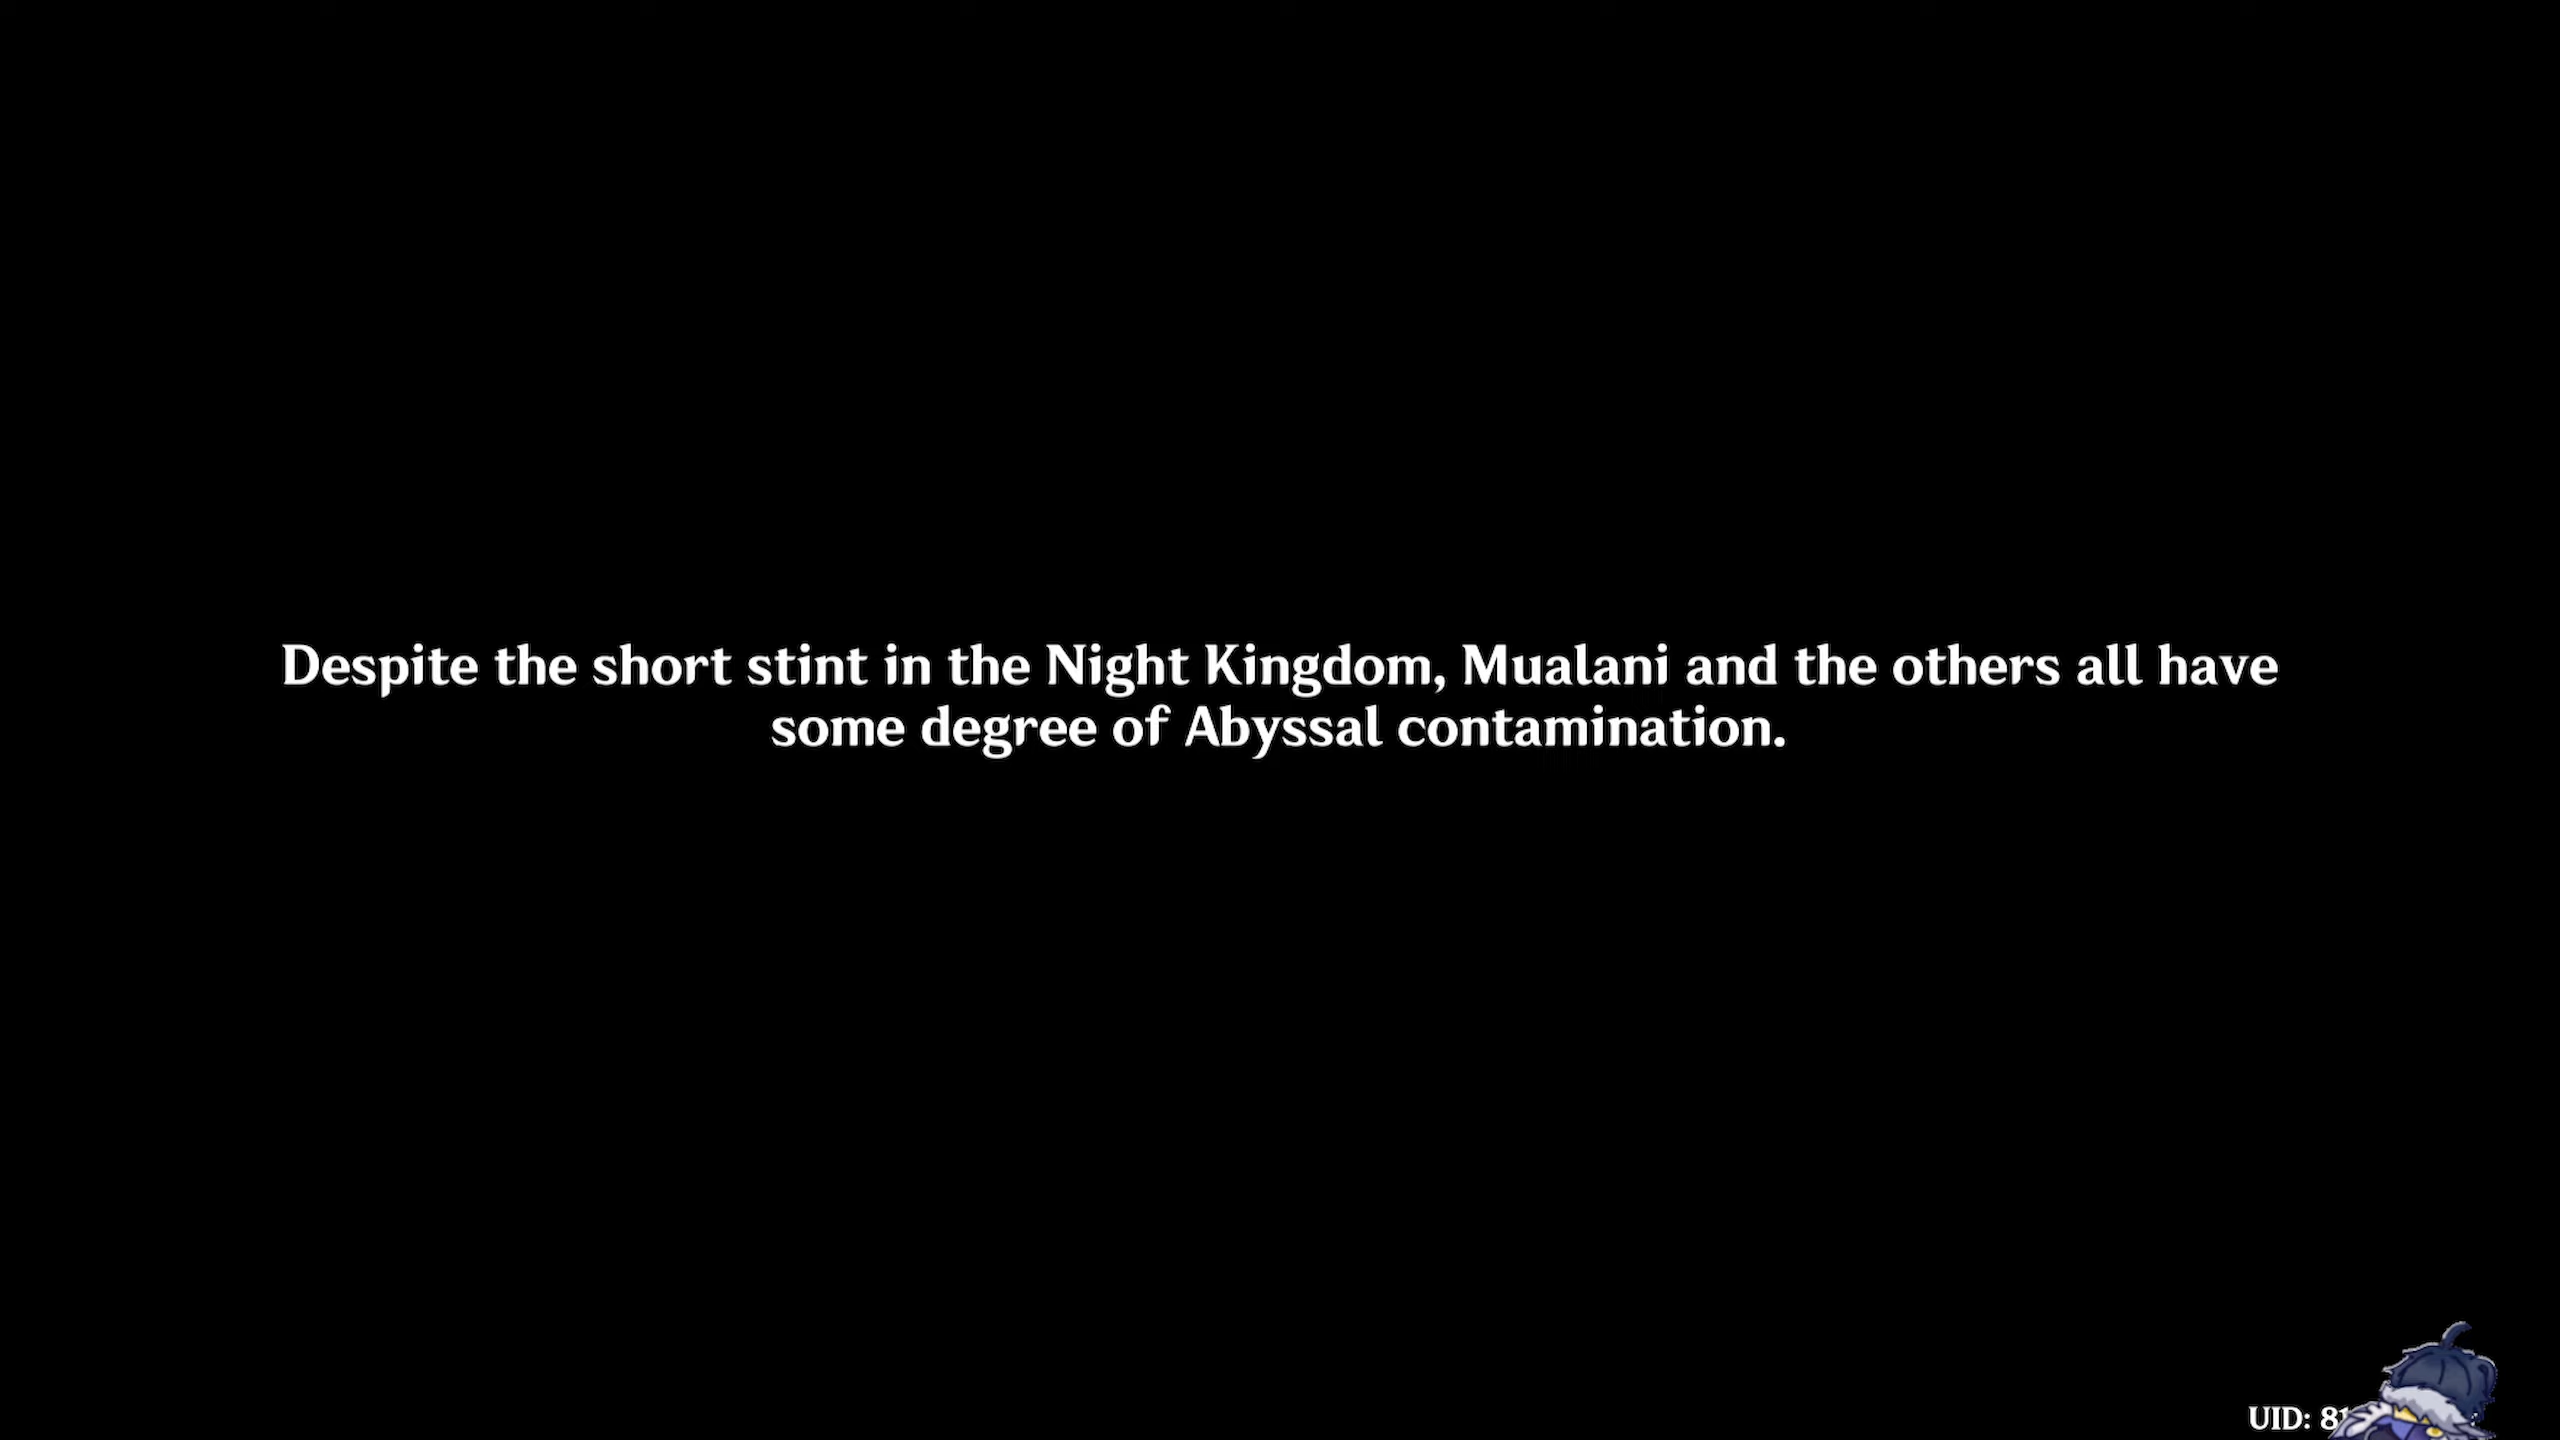 Despite the short stint in the Night Kingdom, Mualani and the others all have
some degree of Abyssal contamination.
UID: 81